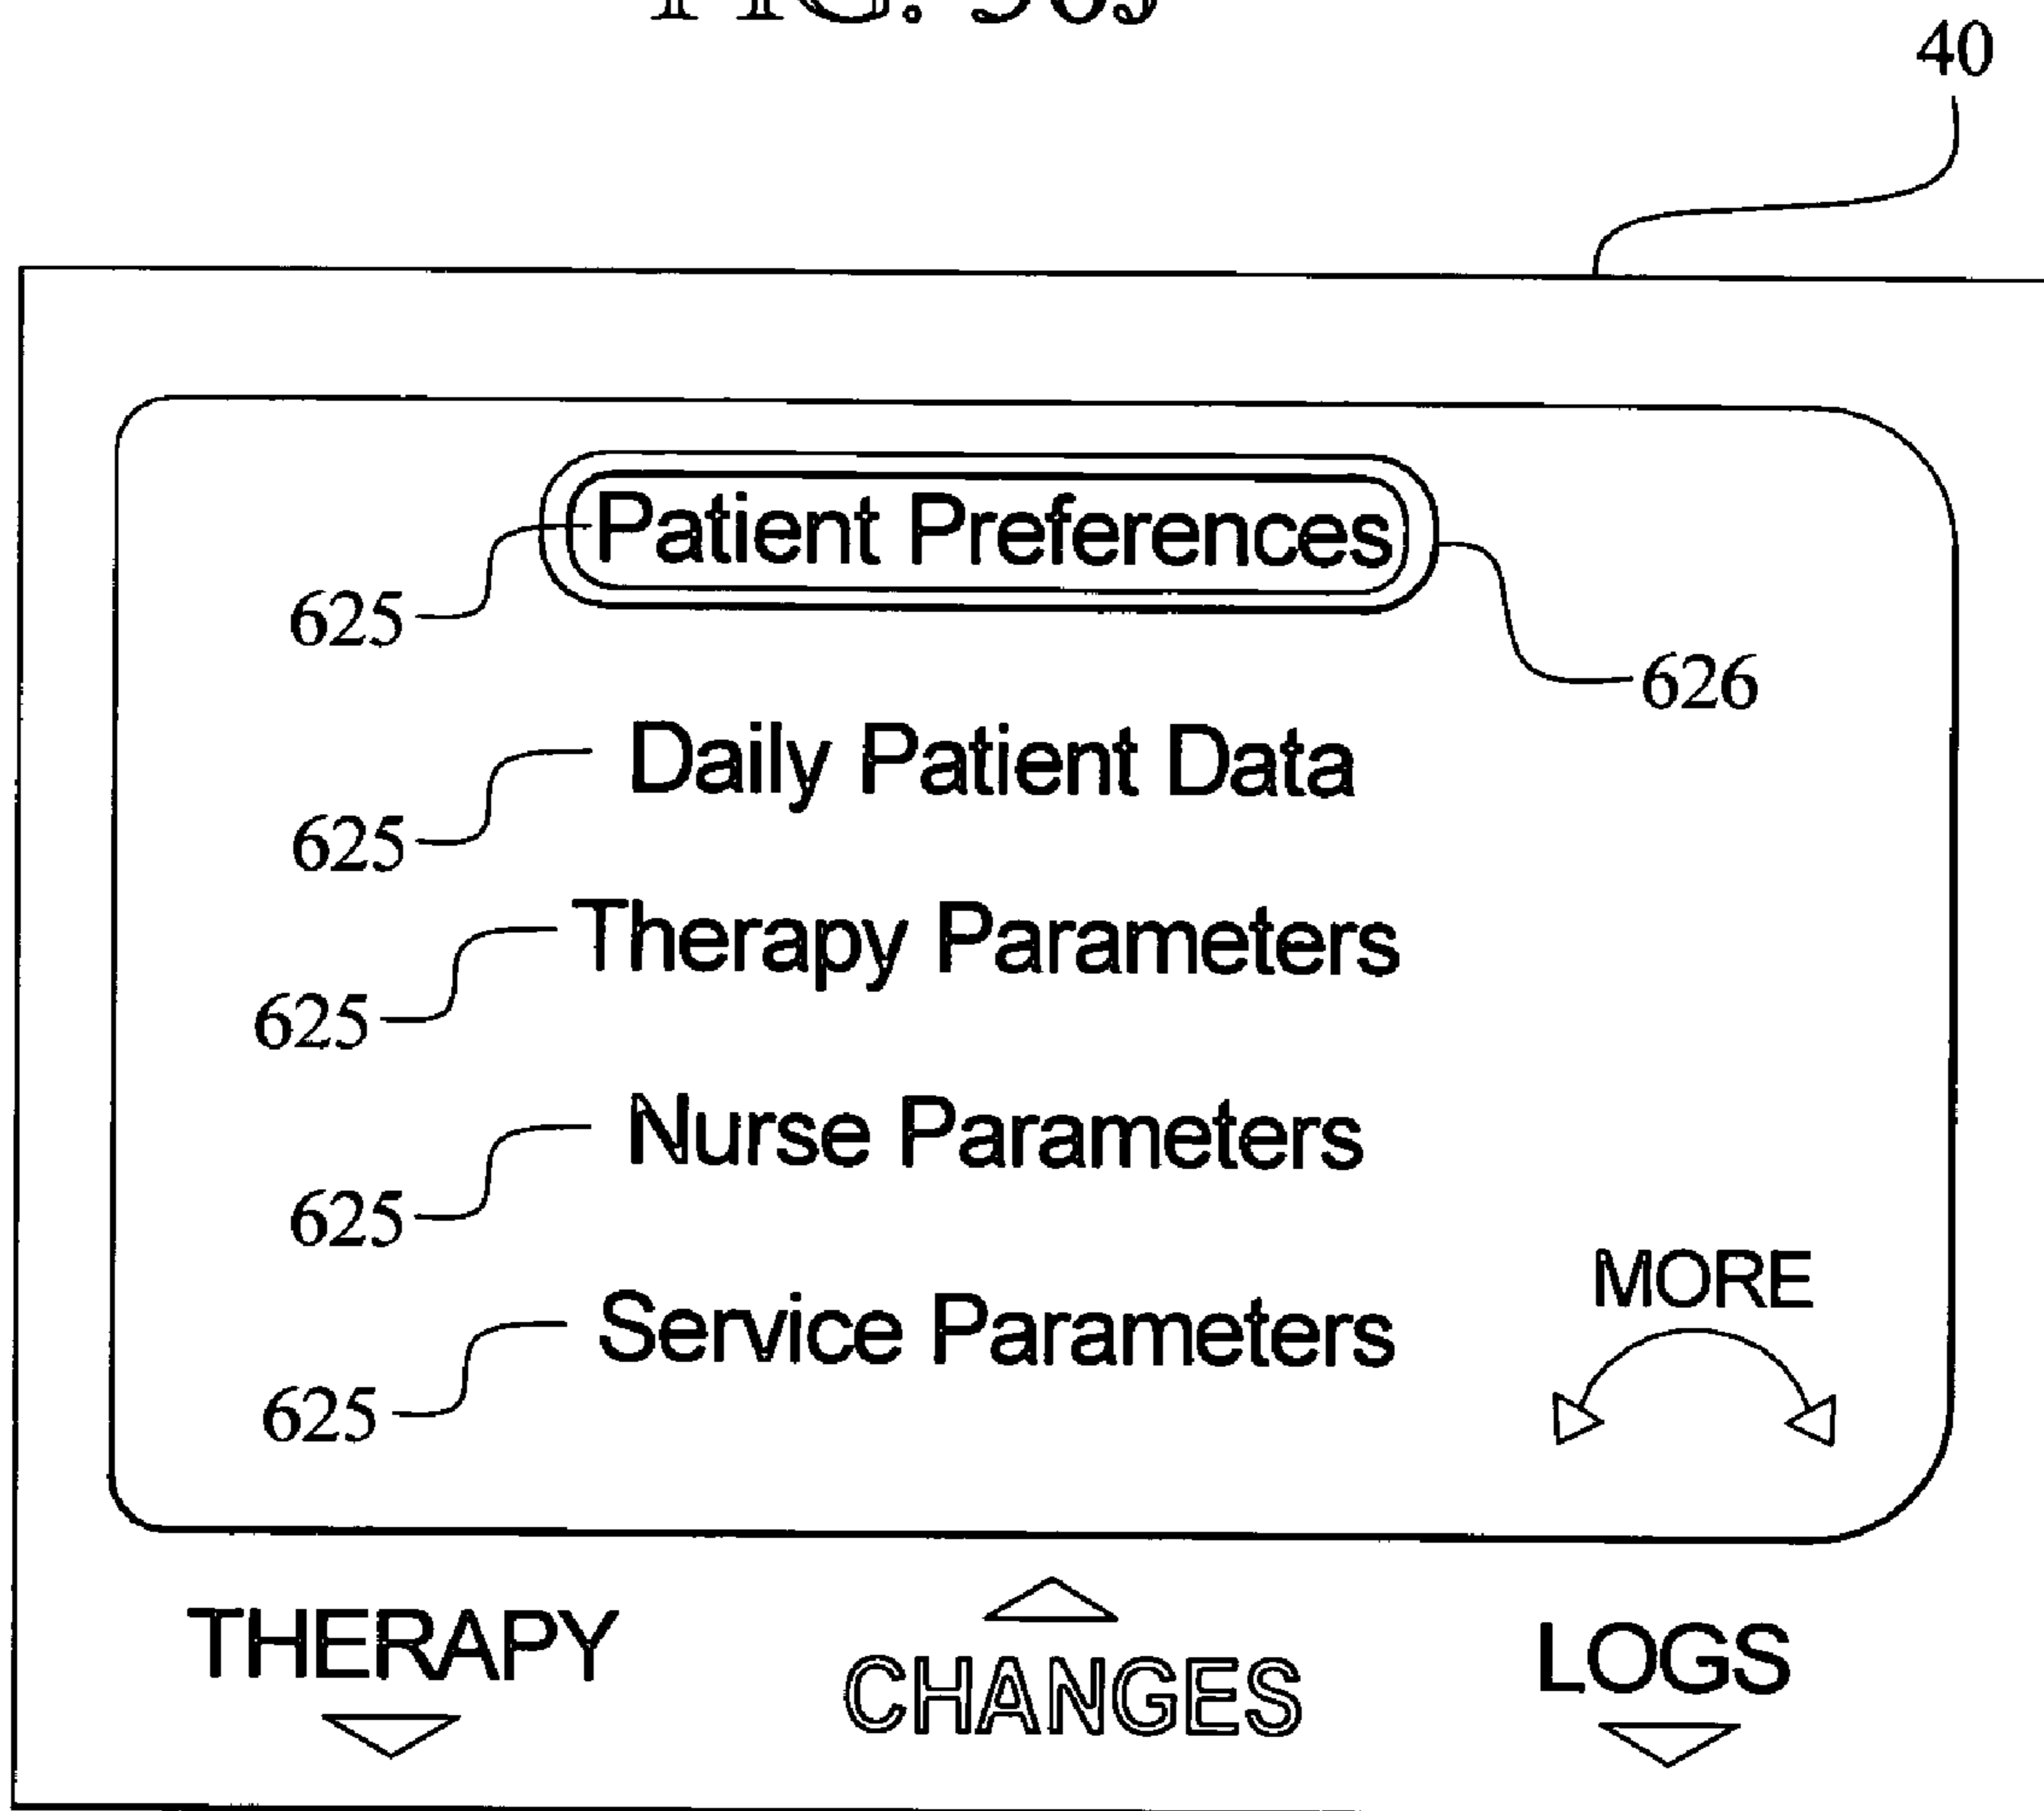 40
Patient Preferences
625
626
Daily Patient Data
625
Therapy Parameters
625
Nurse Parameters
625
MORE
Service Parameters
625
THERAPY CHANGES LOGS